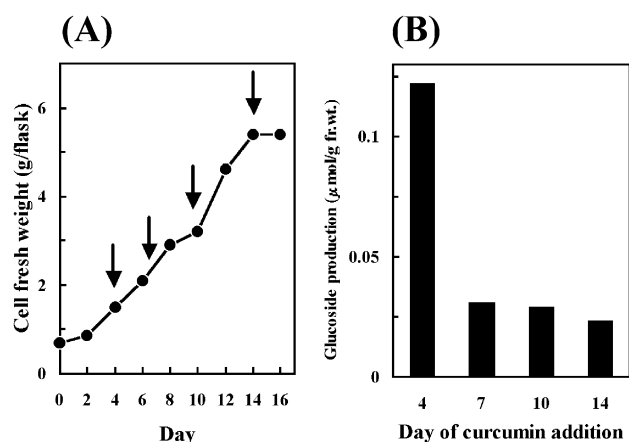 (A)
Cell fresh weight (g/flask)
6
4
2
0
0 2 4 6 8 10 12 14 16
Day
(B)
Glucoside production (μmol/g fr.wt.)
0.1
0.05
0
4 7 10 14
Day of curcumin addition